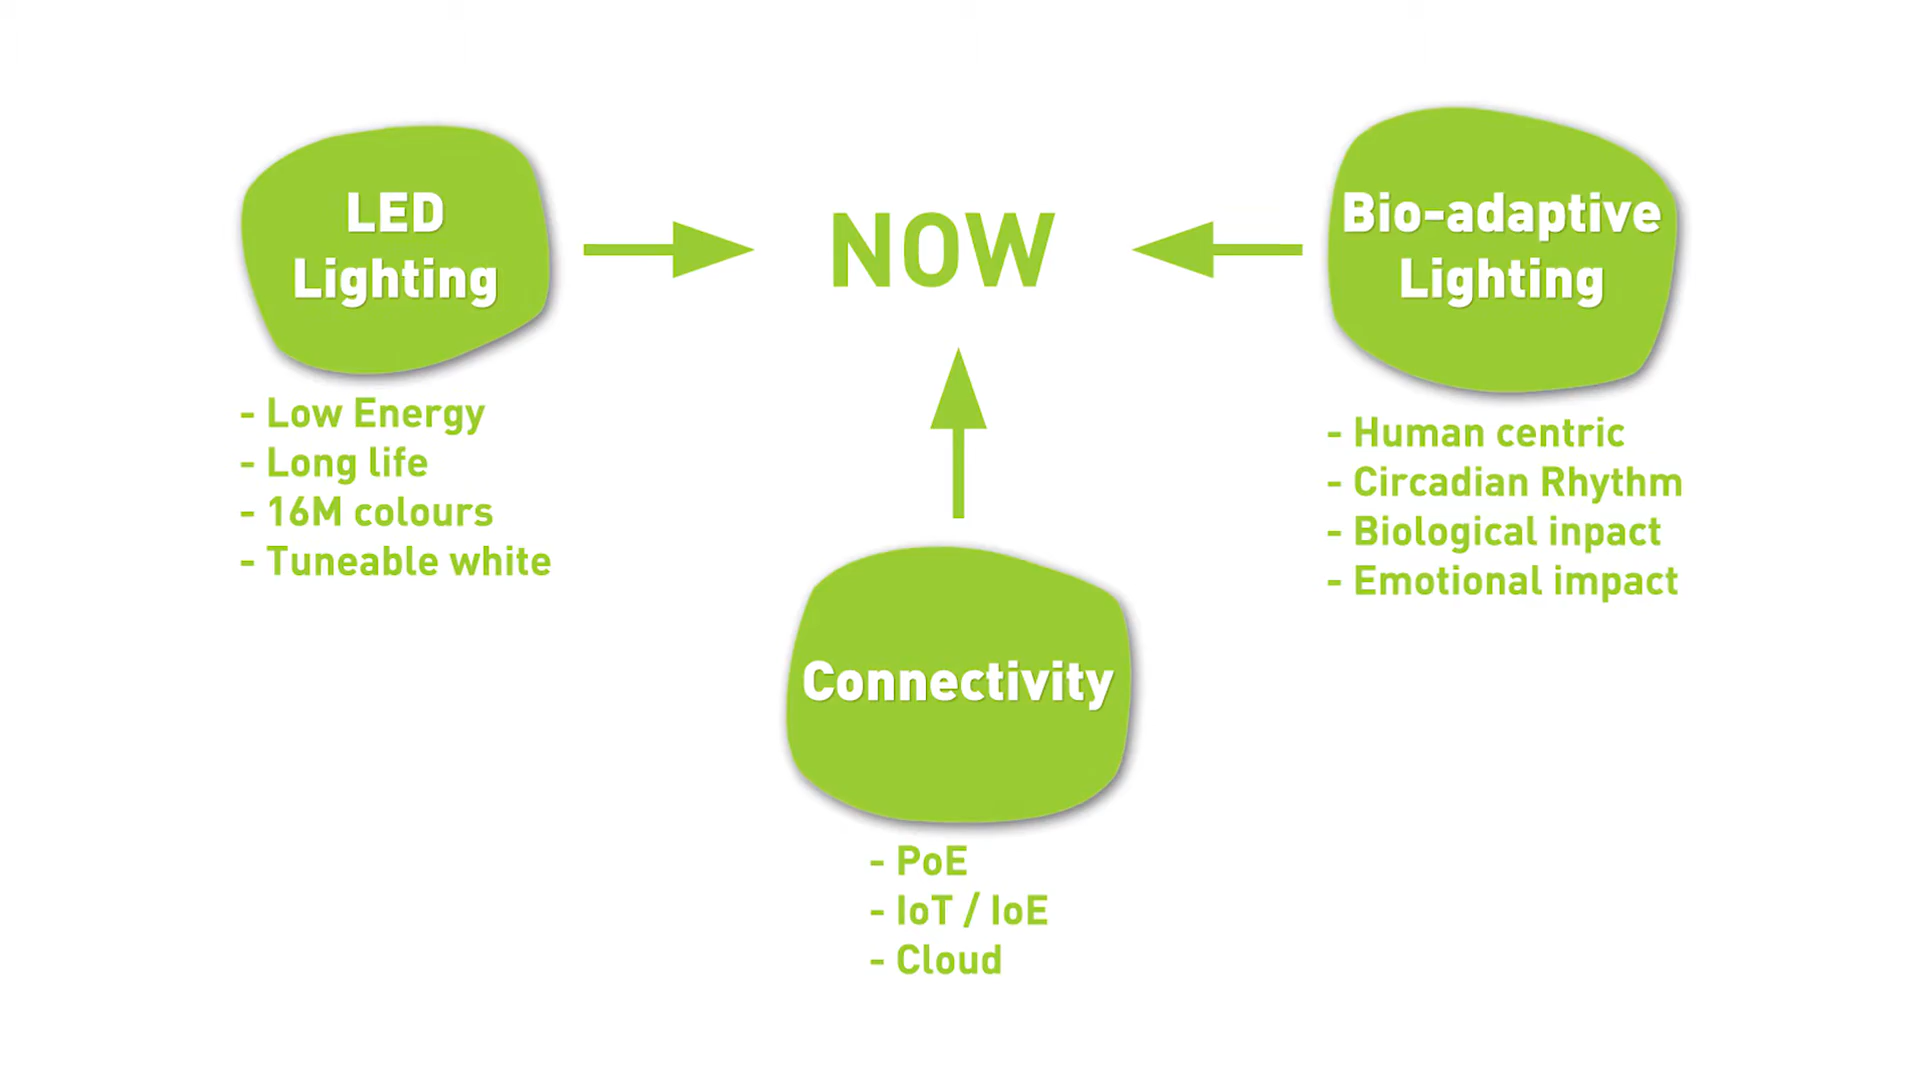 LED
Lighting
- Low Energy
- Long life
- 16M colours
- Tuneable white
NOW
Bio-adaptive
Lighting
- Human centric
- Circadian Rhythm
- Biological inpact
- Emotional impact
Connectivity
- PoE
- IoT / IoE
- Cloud